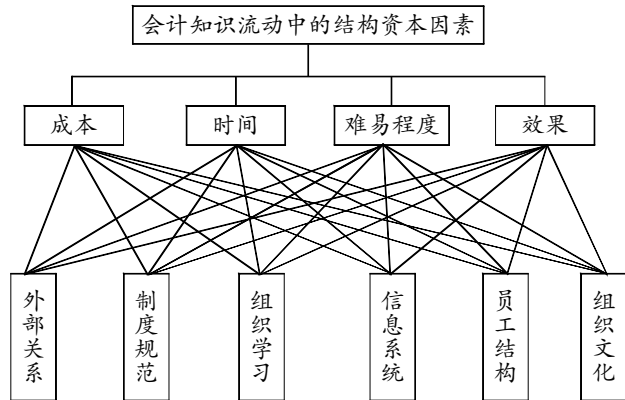 会计知识流动中的结构资本因素
成本
时间
难易程度
效果
外部关系
制度规范
组织学习
信息系统
员工结构
组织文化